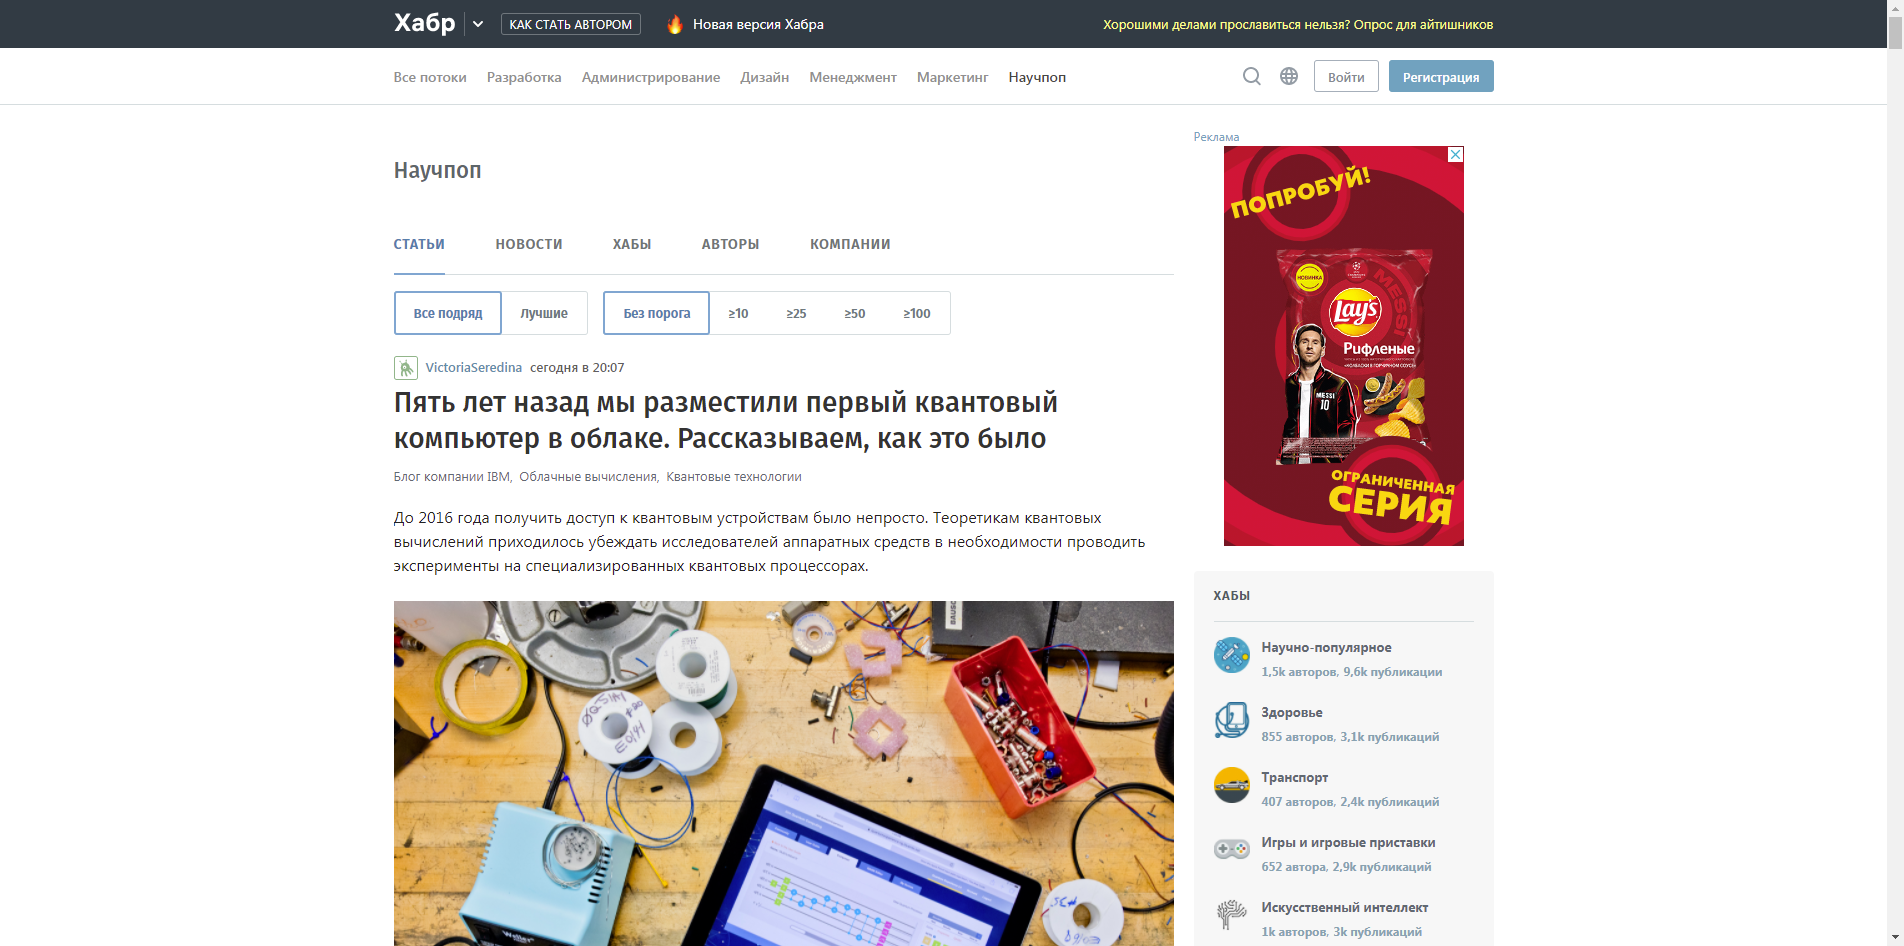 Хабр
КАК СТАТЬ АВТОРОМ
Новая версия Хабра
Хорошими делами прославиться нельзя? Опрос для айтишников
Все потоки Разработка Администрирование Дизайн Менеджмент Маркетинг Научпоп
Войти
Регистрация
Научпоп
СТАТЬИ НОВОСТИ ХАБЫ АВТОРЫ КОМПАНИИ
Все подряд Лучшие Без порога ≥10 ≥25 ≥50 ≥100
VictoriaSeredina сегодня в 20:07
Пять лет назад мы разместили первый квантовый
компьютер в облаке. Рассказываем, как это было
Блог компании IBM, Облачные вычисления, Квантовые технологии
До 2016 года получить доступ к квантовым устройствам было непросто. Теоретикам квантовых
вычислений приходилось убеждать исследователей аппаратных средств в необходимости проводить
эксперименты на специализированных квантовых процессорах.
Weller
Реклама
ПОПРОБУЙ!
НОВИНКА
MESSI
Lay's
Рифленые
MESSI
10
ОГРАНИЧЕННАЯ
СЕРИЯ
ХАБЫ
Научно-популярное
1,5k авторов, 9,6k публикации
Здоровье
855 авторов, 3,1k публикаций
Транспорт
407 авторов, 2,4k публикаций
Игры и игровые приставки
652 автора, 2,9k публикаций
Искусственный интеллект
1k авторов, 3k публикаций